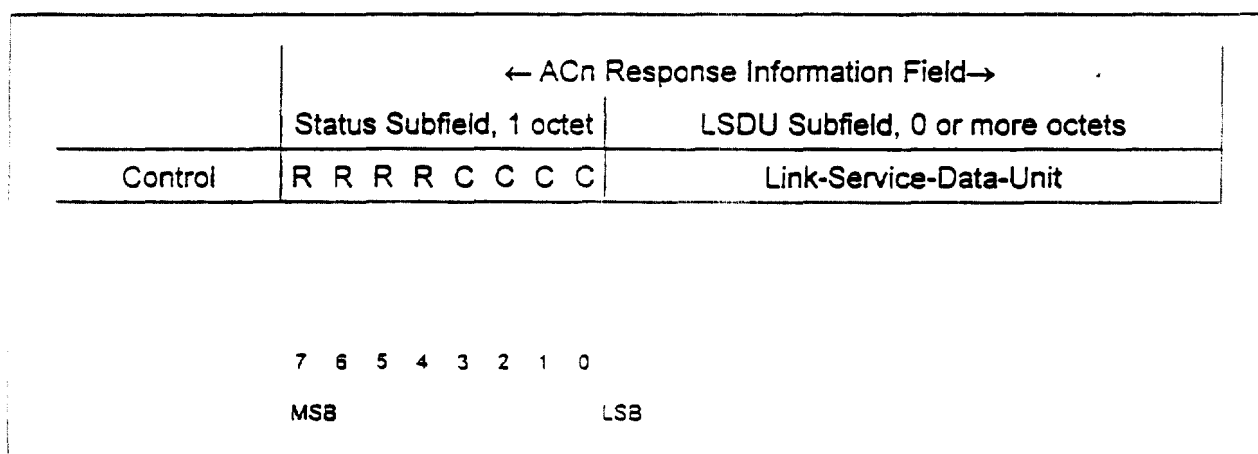 ← ACn Response Information Field→
Status Subfield, 1 octet LSDU Subfield, 0 or more octets
Control R R R R C C C C Link-Service-Data-Unit
7 6 5 4 3 2 1 0
MSB LSB